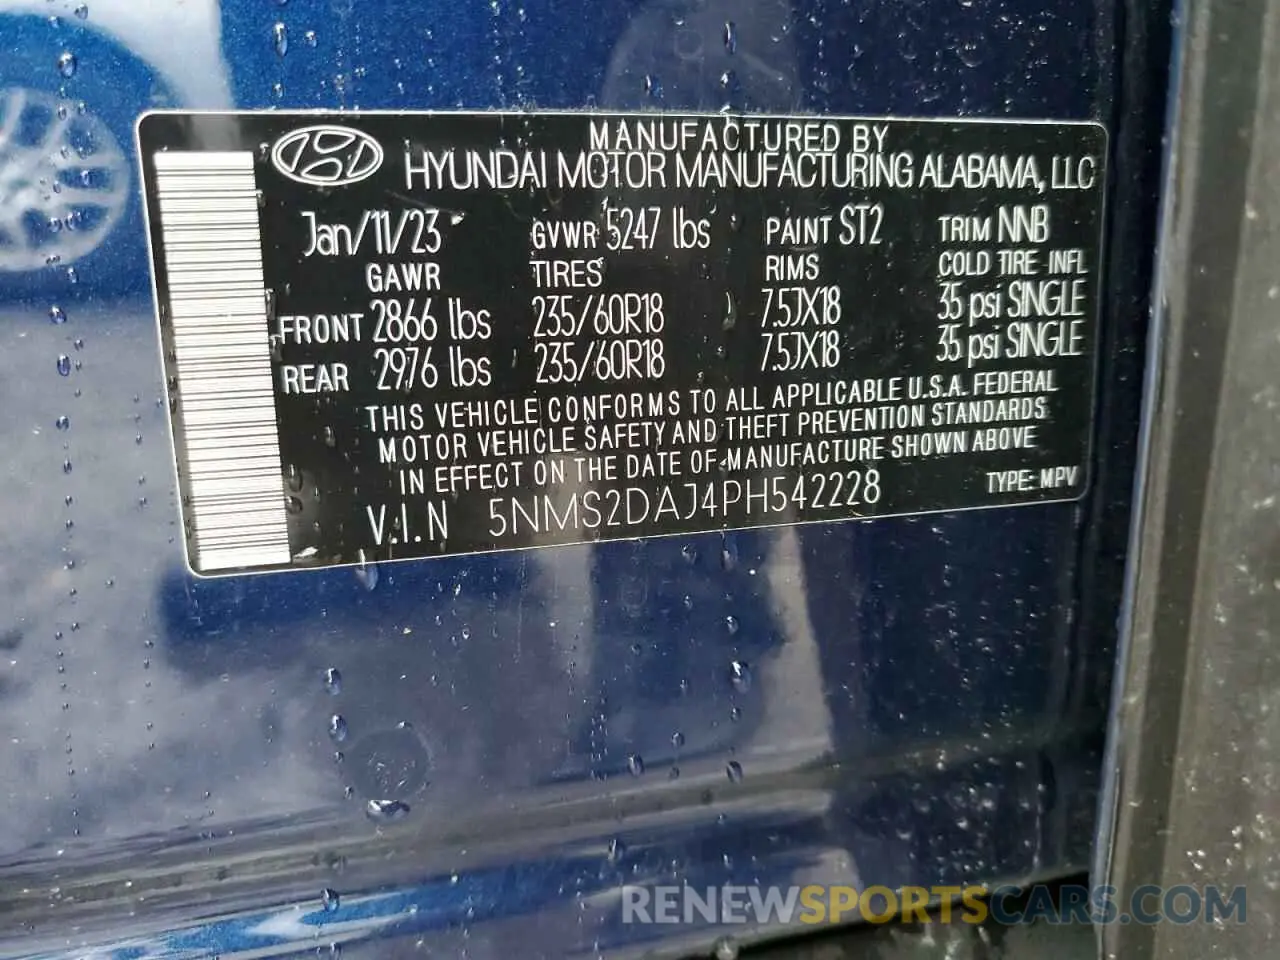 MANUFACTURED BY
HYUNDAI MOTOR MANUFACTURING ALABAMA, LLC
Jan/11/23 GVWR 5247 lbs PAINT ST2 TRIM NNB
GAWR TIRES RIMS COLD TIRE INFL
FRONT 2866 lbs 235/60R18 7.5JX18 35 psi SINGLE
REAR 2976 lbs 235/60R18 7.5JX18 35 psi SINGLE
THIS VEHICLE CONFORMS TO ALL APPLICABLE U.S.A. FEDERAL
MOTOR VEHICLE SAFETY AND THEFT PREVENTION STANDARDS
IN EFFECT ON THE DATE OF MANUFACTURE SHOWN ABOVE
V.I.N 5NMS2DAJ4PH542228 TYPE: MPV
RENEWSPORTSCARS.COM